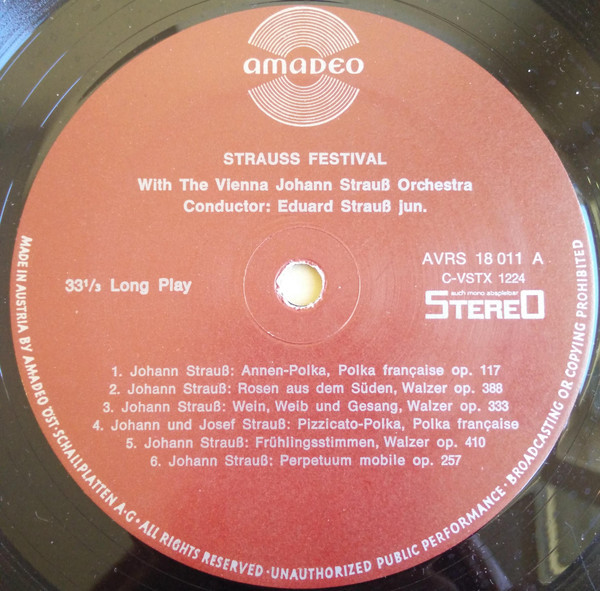 amadeo
STRAUSS FESTIVAL
With The Vienna Johann Strauß Orchestra
Conductor: Eduard Strauß jun.
33¹/₃ Long Play
AVRS 18 011 A
C-VSTX 1224
auch mono abspielbar
STEREO
1. Johann Strauß: Annen-Polka, Polka française op. 117
2. Johann Strauß: Rosen aus dem Süden, Walzer op. 388
3. Johann Strauß: Wein, Weib und Gesang, Walzer op. 333
4. Johann und Josef Strauß: Pizzicato-Polka, Polka française
5. Johann Strauß: Frühlingsstimmen, Walzer op. 410
6. Johann Strauß: Perpetuum mobile op. 257
MADE IN AUSTRIA BY AMADEO ÖST·SCHALLPLATTEN A·G·ALL RIGHTS RESERVED·UNAUTHORIZED PUBLIC PERFORMANCE·BROADCASTING OR COPYING PROHIBITED